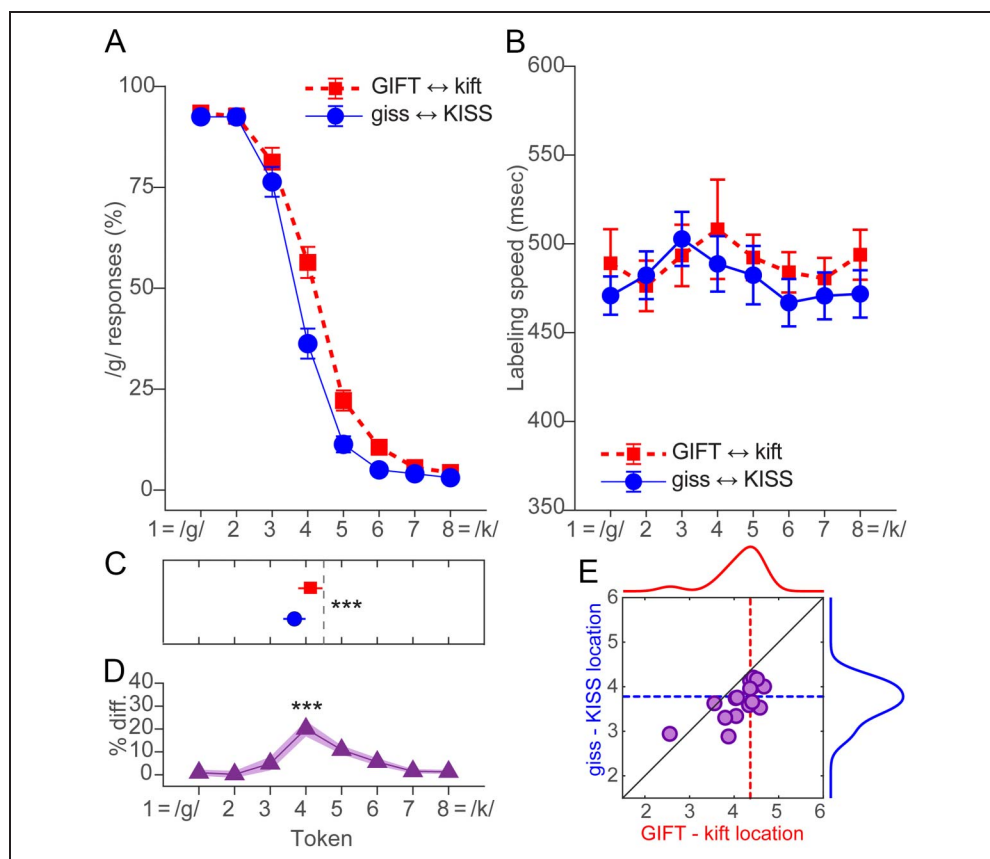 A
100
75
50
25
0
/g/ responses (%)
GIFT ↔ kift
giss ↔ KISS
1=/g/ 2 3 4 5 6 7 8=/k/
B
600
550
500
450
400
350
Labeling speed (msec)
GIFT ↔ kift
giss ↔ KISS
1=/g/ 2 3 4 5 6 7 8=/k/
C
***
D
40
30
20
10
0
% diff.
***
1=/g/ 2 3 4 5 6 7 8=/k/
Token
E
6
5
4
3
2
giss - KISS location
2 3 4 5 6
GIFT - kift location